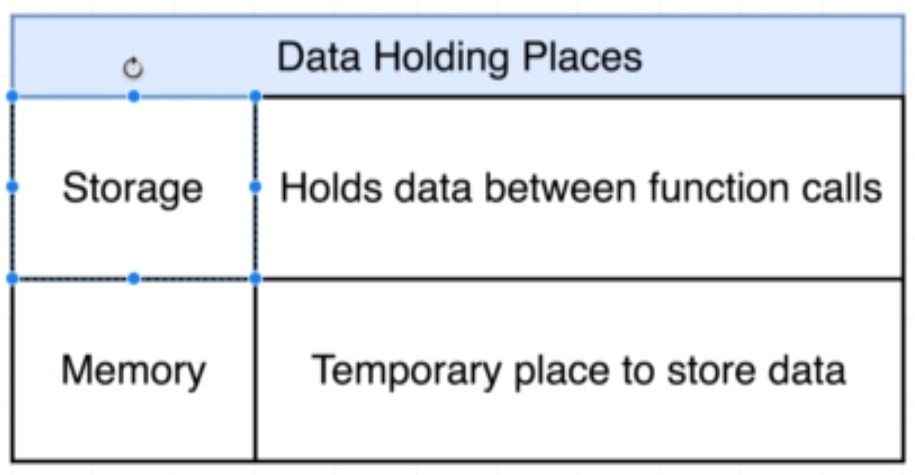 Data Holding Places
Storage
Holds data between function calls
Memory
Temporary place to store data